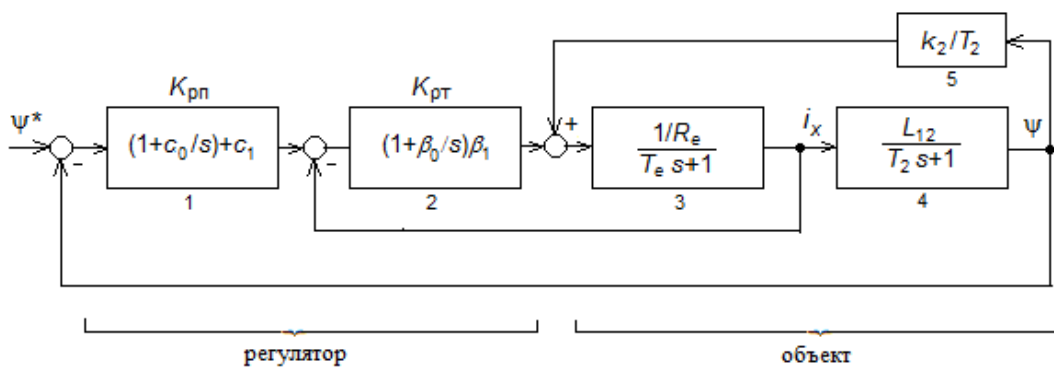 k₂/T₂
5
Kрп
Kрт
ψ*
-
(1+c₀/s)+c₁
1
-
(1+β₀/s)β₁
2
+
1/Rₑ
Tₑ s+1
3
iₓ
L₁₂
T₂ s+1
4
ψ
регулятор
объект